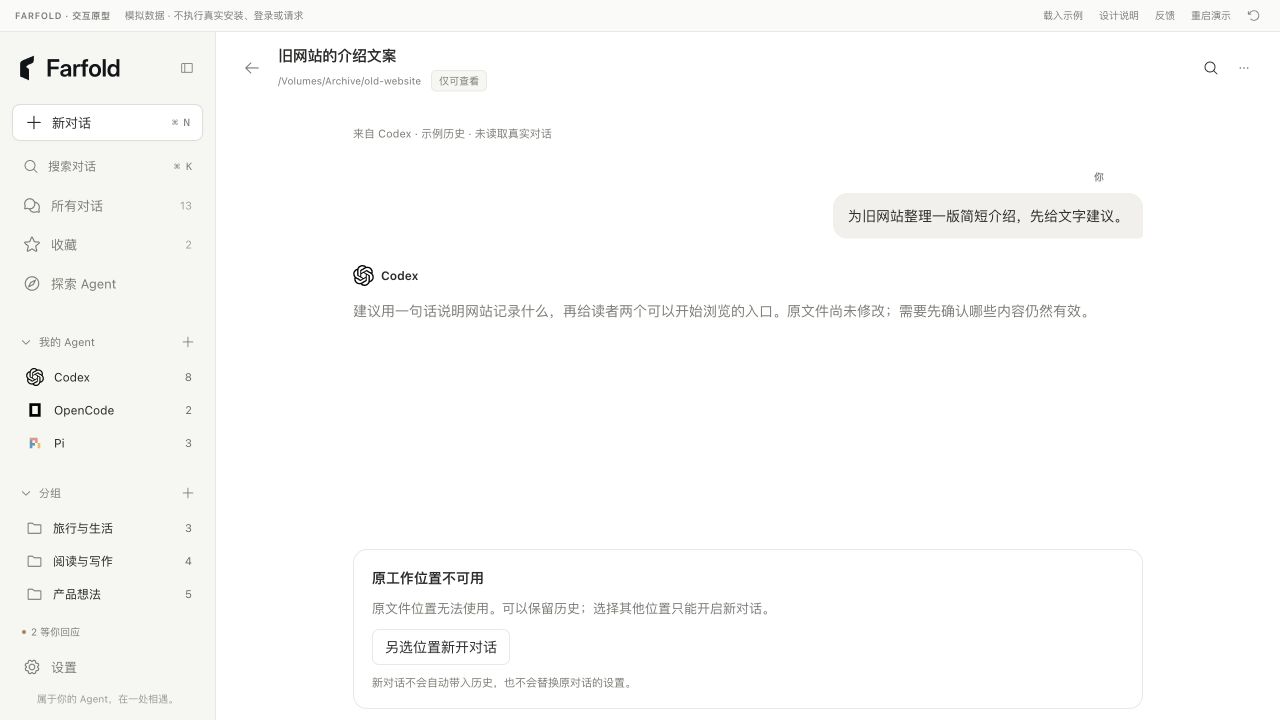 FARFOLD · 交互原型 模拟数据 · 不执行真实安装、登录或请求 载入示例 设计说明 反馈 重启演示
Farfold
新对话 ⌘ N
搜索对话 ⌘ K
所有对话 13
收藏 2
探索 Agent
我的 Agent
Codex 8
OpenCode 2
Pi 3
分组
旅行与生活 3
阅读与写作 4
产品想法 5
2 等你回应
设置
属于你的 Agent，在一处相遇。
旧网站的介绍文案
/Volumes/Archive/old-website 仅可查看
来自 Codex · 示例历史 · 未读取真实对话
你
为旧网站整理一版简短介绍，先给文字建议。
Codex
建议用一句话说明网站记录什么，再给读者两个可以开始浏览的入口。原文件尚未修改；需要先确认哪些内容仍然有效。
原工作位置不可用
原文件位置无法使用。可以保留历史；选择其他位置只能开启新对话。
另选位置新开对话
新对话不会自动带入历史，也不会替换原对话的设置。